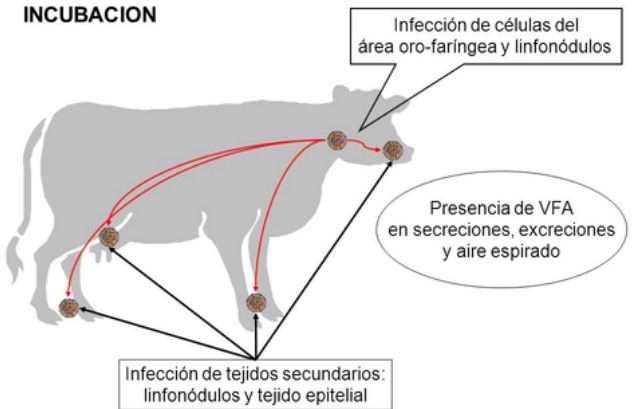 INCUBACION
Infección de células del
área oro-faríngea y linfonódulos
Presencia de VFA
en secreciones, excreciones
y aire espirado
Infección de tejidos secundarios:
linfonódulos y tejido epitelial